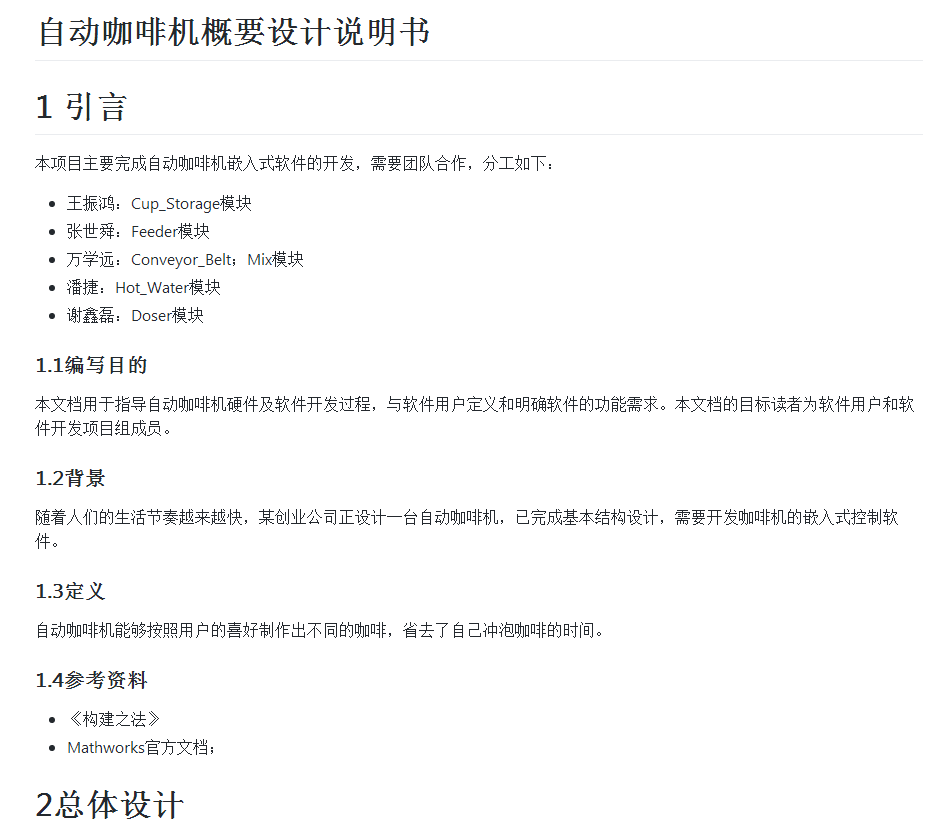 自动咖啡机概要设计说明书
1 引言
本项目主要完成自动咖啡机嵌入式软件的开发，需要团队合作，分工如下：
王振鸿：Cup_Storage模块
张世舜：Feeder模块
万学远：Conveyor_Belt；Mix模块
潘捷：Hot_Water模块
谢鑫磊：Doser模块
1.1编写目的
本文档用于指导自动咖啡机硬件及软件开发过程，与软件用户定义和明确软件的功能需求。本文档的目标读者为软件用户和软
件开发项目组成员。
1.2背景
随着人们的生活节奏越来越快，某创业公司正设计一台自动咖啡机，已完成基本结构设计，需要开发咖啡机的嵌入式控制软
件。
1.3定义
自动咖啡机能够按照用户的喜好制作出不同的咖啡，省去了自己冲泡咖啡的时间。
1.4参考资料
《构建之法》
Mathworks官方文档；
2总体设计